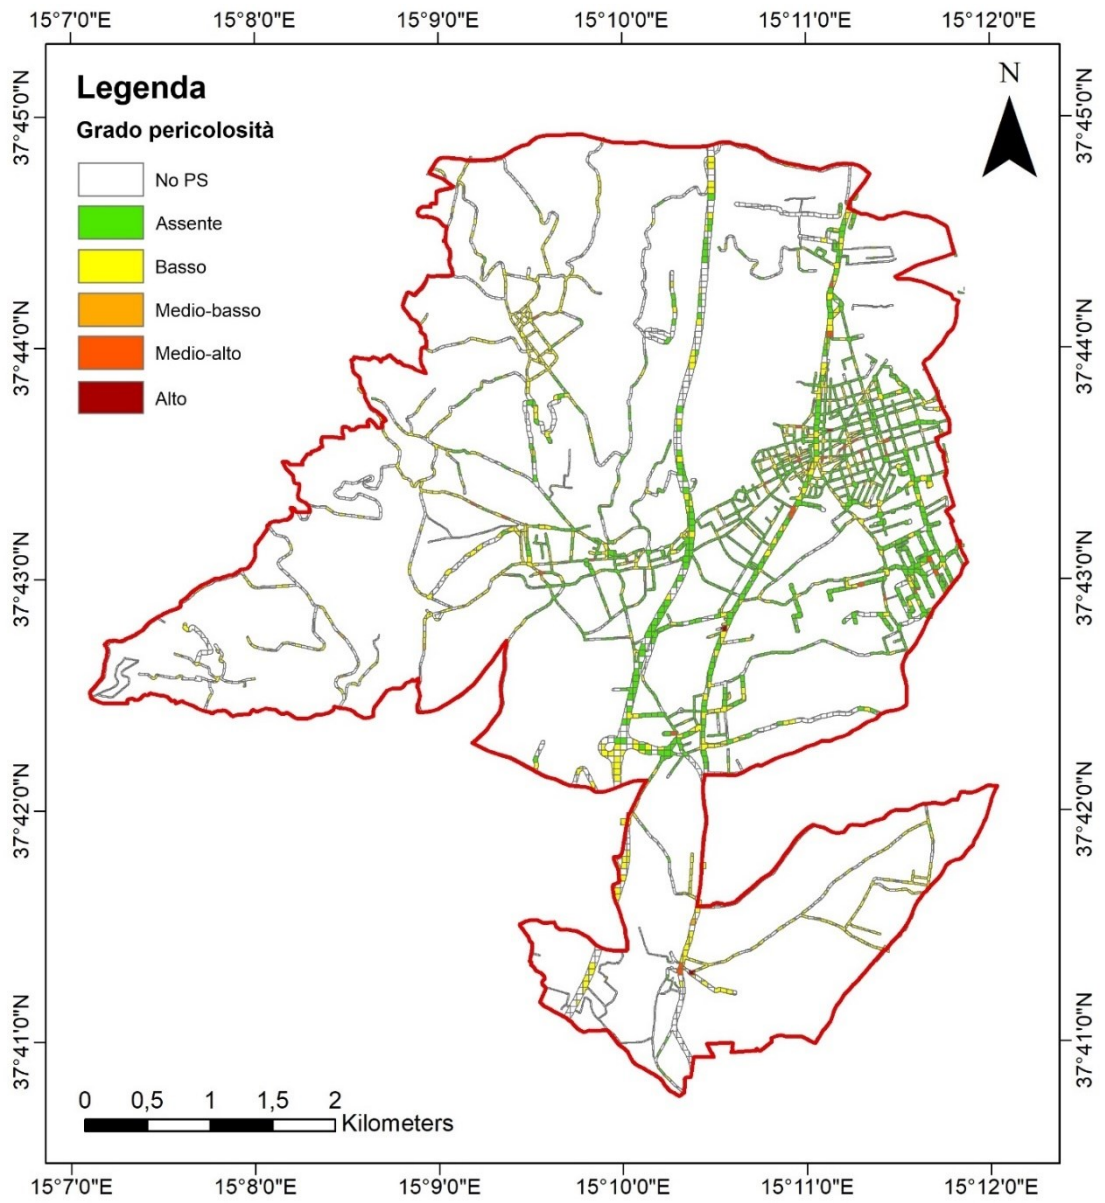 15°7'0"E 15°8'0"E 15°9'0"E 15°10'0"E 15°11'0"E 15°12'0"E
Legenda
Grado pericolosità
No PS
Assente
Basso
Medio-basso
Medio-alto
Alto
N
37°45'0"N
37°44'0"N
37°43'0"N
37°42'0"N
37°41'0"N
37°45'0"N
37°44'0"N
37°43'0"N
37°42'0"N
37°41'0"N
0 0,5 1 1,5 2
Kilometers
15°7'0"E 15°8'0"E 15°9'0"E 15°10'0"E 15°11'0"E 15°12'0"E